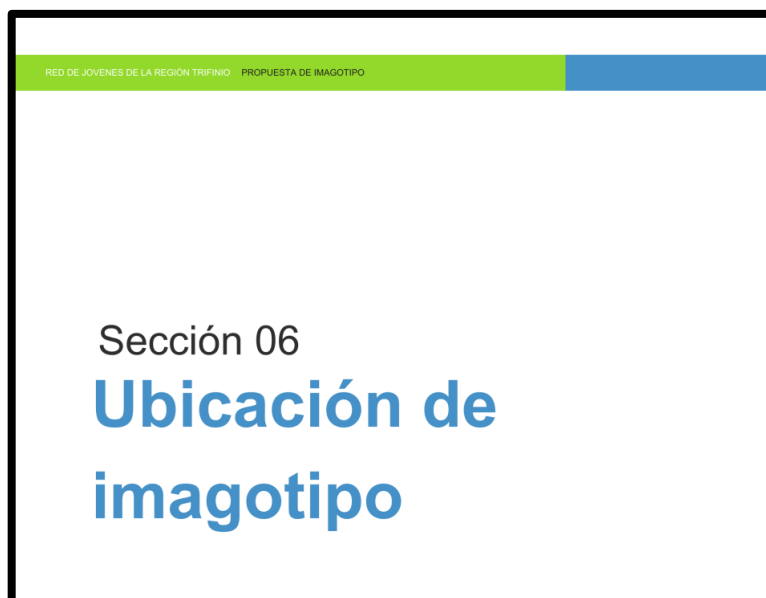 RED DE JOVENES DE LA REGIÓN TRIFINIO PROPUESTA DE IMAGOTIPO
Sección 06
Ubicación de
imagotipo